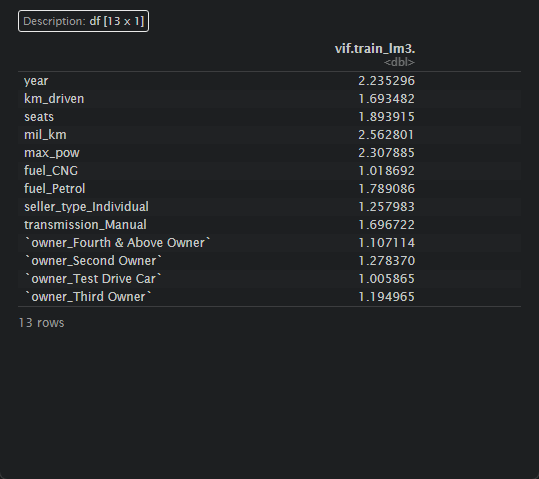 Description: df [13 x 1]
vif.train_lm3.
<dbl>
year 2.235296
km_driven 1.693482
seats 1.893915
mil_km 2.562801
max_pow 2.307885
fuel_CNG 1.018692
fuel_Petrol 1.789086
seller_type_Individual 1.257983
transmission_Manual 1.696722
`owner_Fourth & Above Owner` 1.107114
`owner_Second Owner` 1.278370
`owner_Test Drive Car` 1.005865
`owner_Third Owner` 1.194965
13 rows